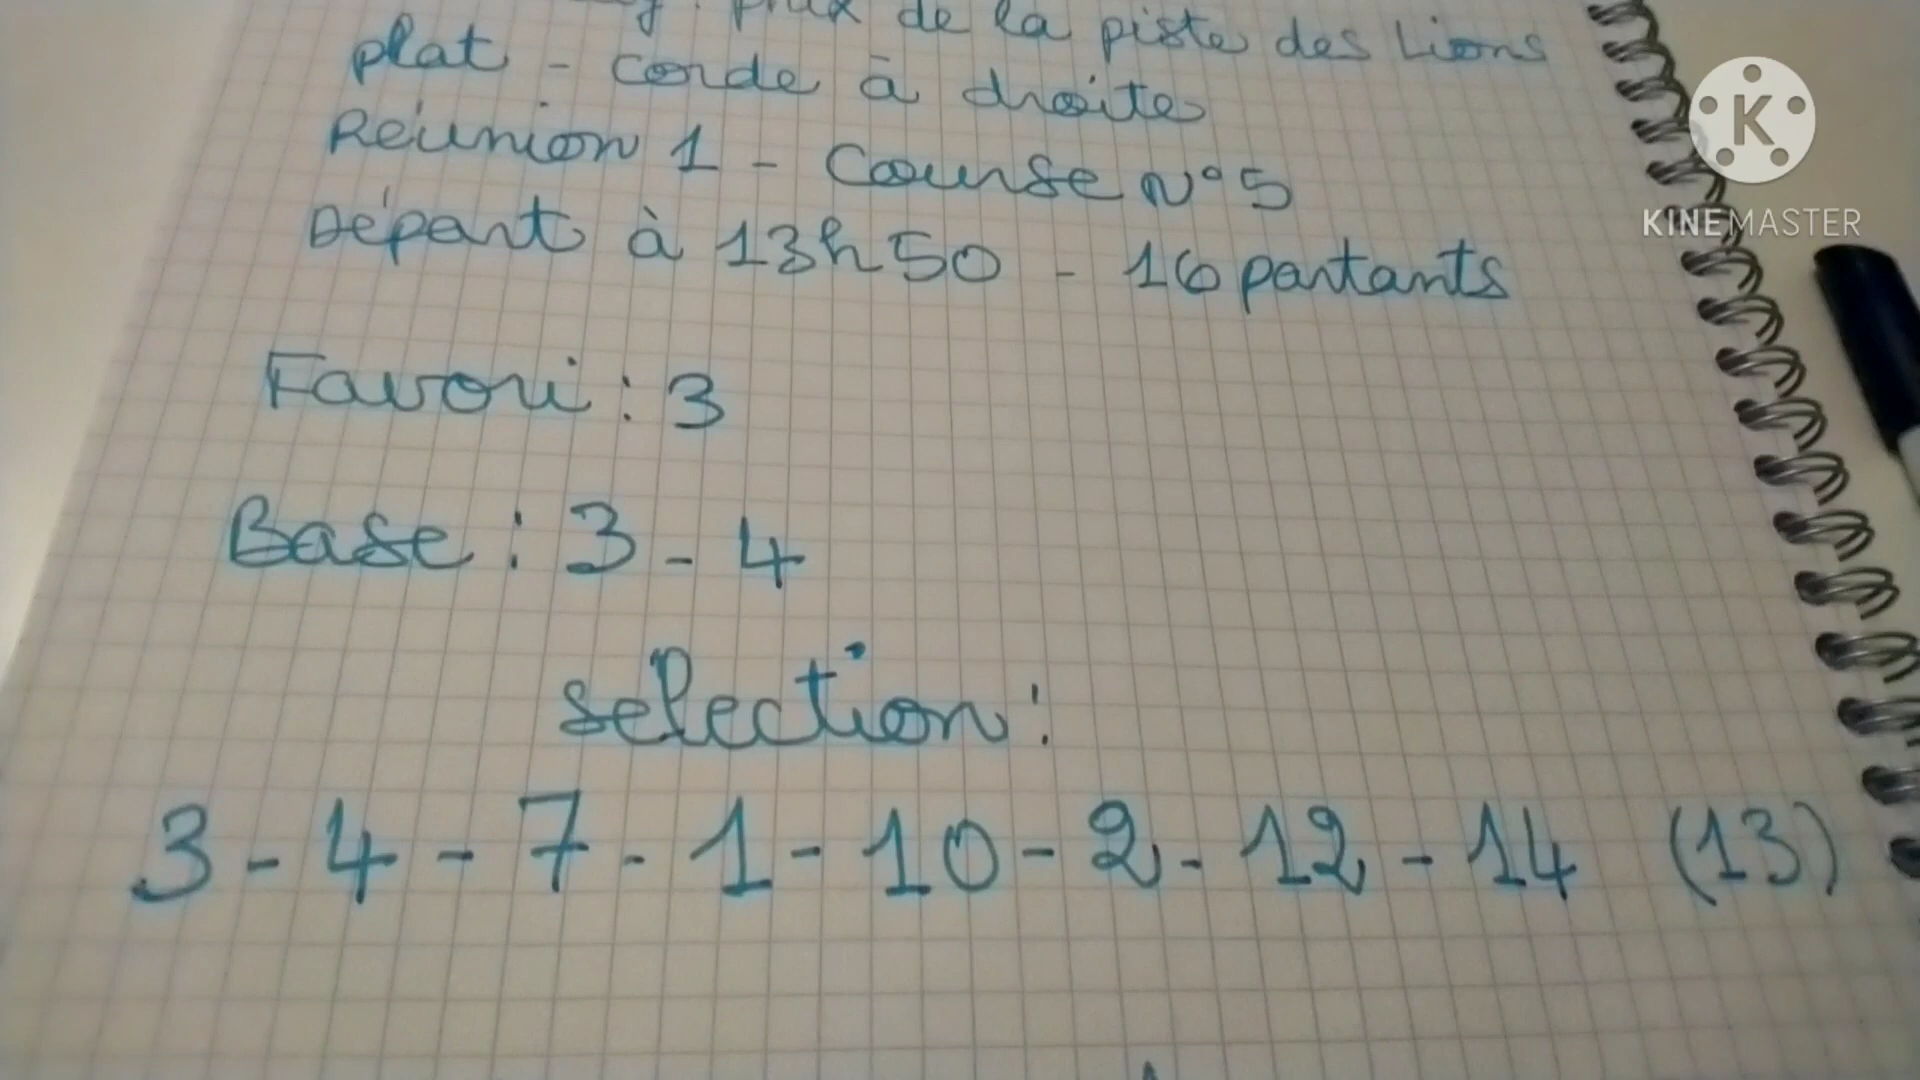 prix de la piste des Lions
plat - corde à droite
Réunion 1 - Course N° 5
Départ à 13h50 - 16 partants
Favori : 3
Base : 3 - 4
selection :
3 - 4 - 7 - 1 - 10 - 2 - 12 - 14 (13)
K
KINEMASTER